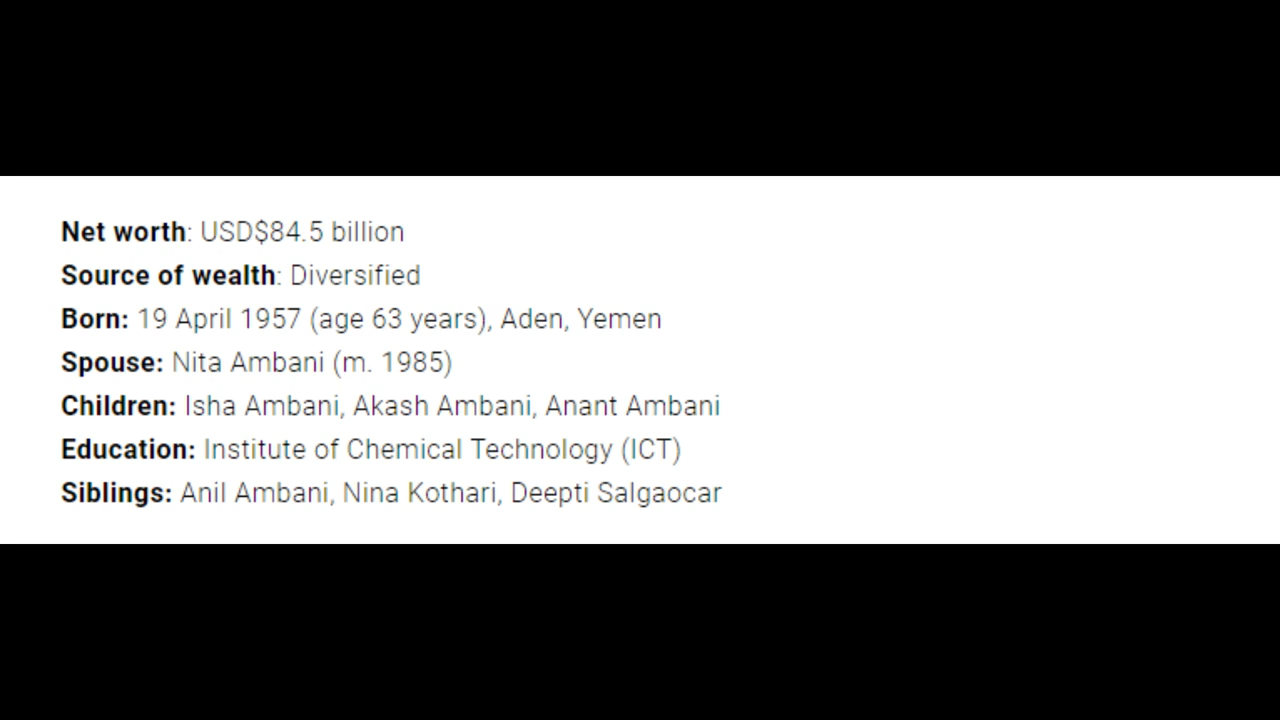 Net worth: USD$84.5 billion
Source of wealth: Diversified
Born: 19 April 1957 (age 63 years), Aden, Yemen
Spouse: Nita Ambani (m. 1985)
Children: Isha Ambani, Akash Ambani, Anant Ambani
Education: Institute of Chemical Technology (ICT)
Siblings: Anil Ambani, Nina Kothari, Deepti Salgaocar